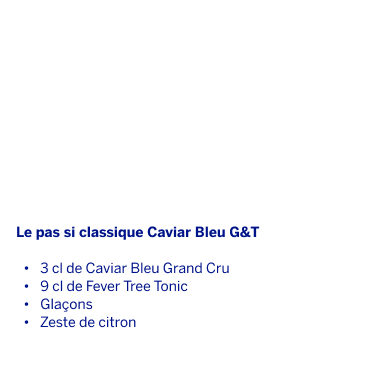 Le pas si classique Caviar Bleu G&T
• 3 cl de Caviar Bleu Grand Cru
• 9 cl de Fever Tree Tonic
• Glaçons
• Zeste de citron